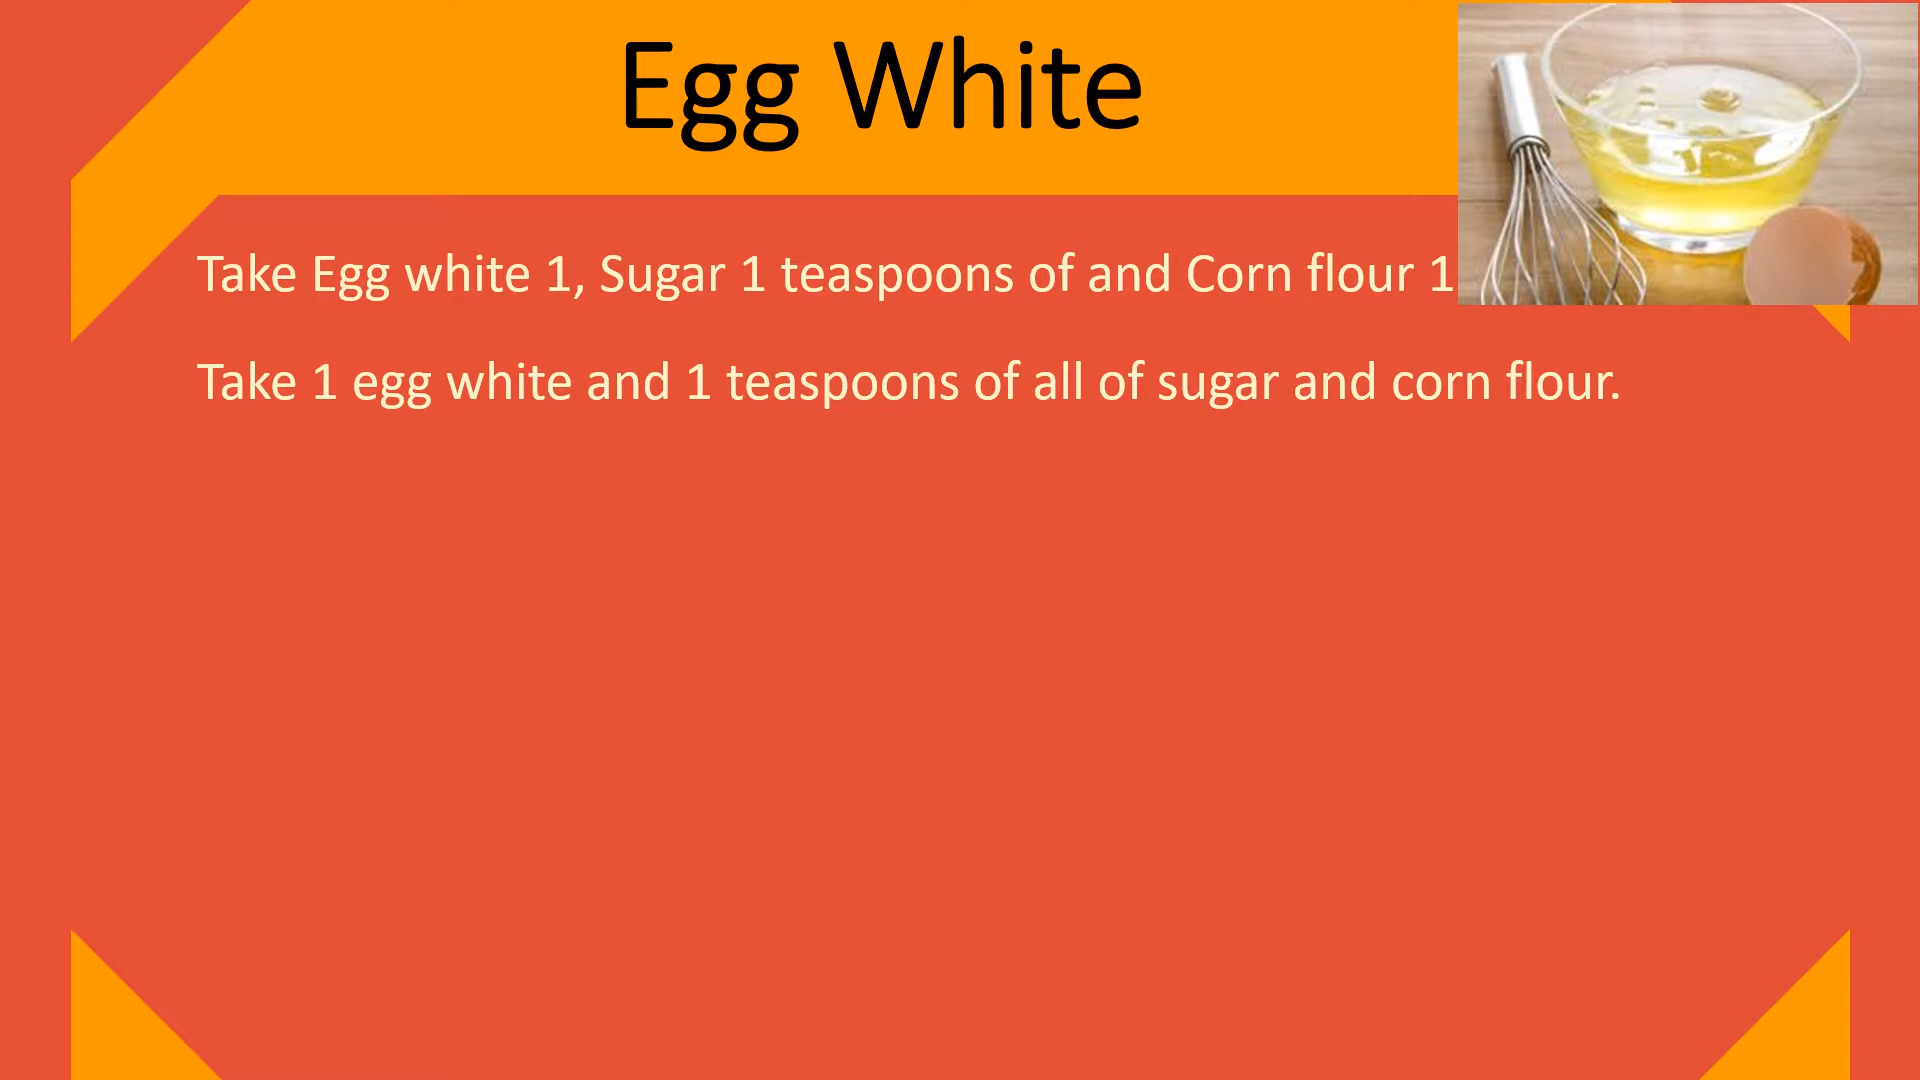 Egg White
Take Egg white 1, Sugar 1 teaspoons of and Corn flour 1
Take 1 egg white and 1 teaspoons of all of sugar and corn flour.